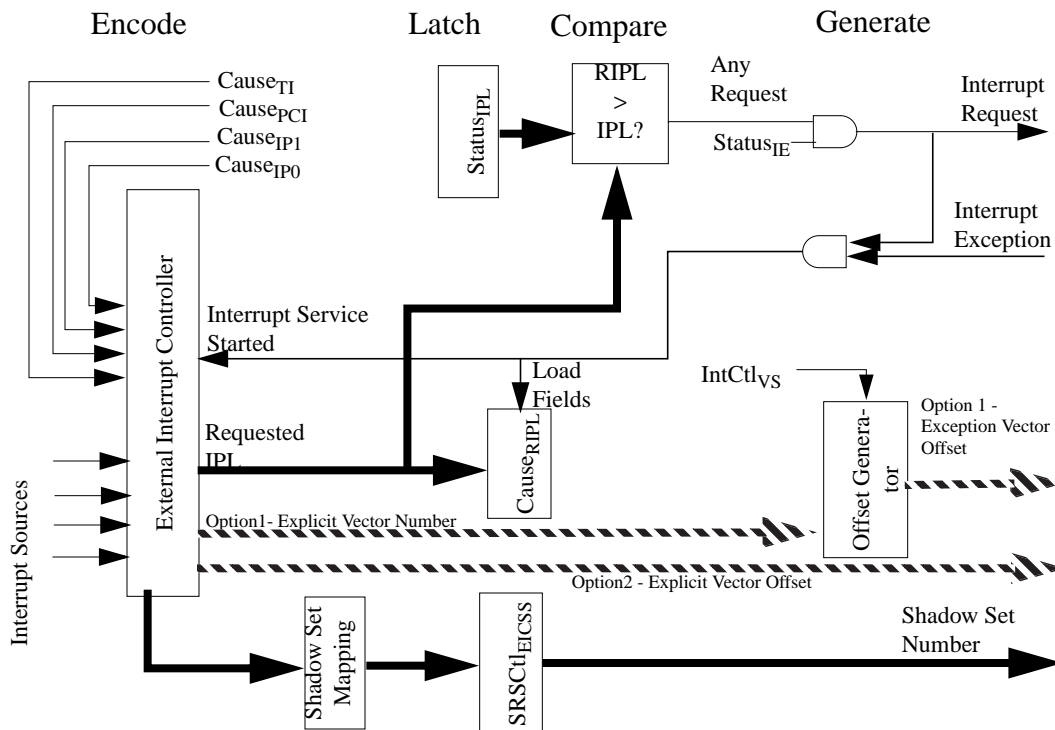 Encode
Latch
Compare
Generate
Cause_TI
Cause_PCI
Cause_IP1
Cause_IP0
Status_IPL
RIPL
>
IPL?
Any
Request
Status_IE
Interrupt
Request
Interrupt
Exception
External Interrupt Controller
Interrupt Service
Started
Load
Fields
IntCtl_VS
Requested
IPL
Cause_RIPL
Offset Genera-
tor
Option 1 -
Exception Vector
Offset
Interrupt Sources
Option1- Explicit Vector Number
Option2 - Explicit Vector Offset
Shadow Set
Mapping
SRSCtl_EICSS
Shadow Set
Number